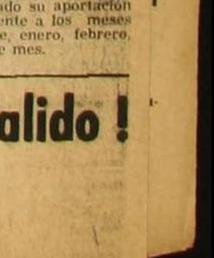 ado su aportación
ente a los meses
e, enero, febrero,
e mes.
alido !